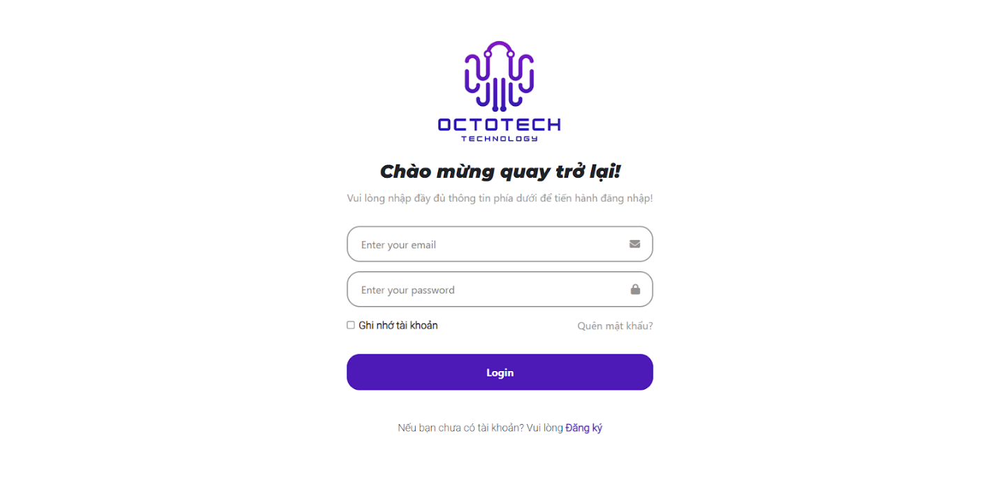 OCTOTECH
TECHNOLOGY
Chào mừng quay trở lại!
Vui lòng nhập đầy đủ thông tin phía dưới để tiến hành đăng nhập!
Enter your email
Enter your password
Ghi nhớ tài khoản Quên mật khẩu?
Login
Nếu bạn chưa có tài khoản? Vui lòng Đăng ký